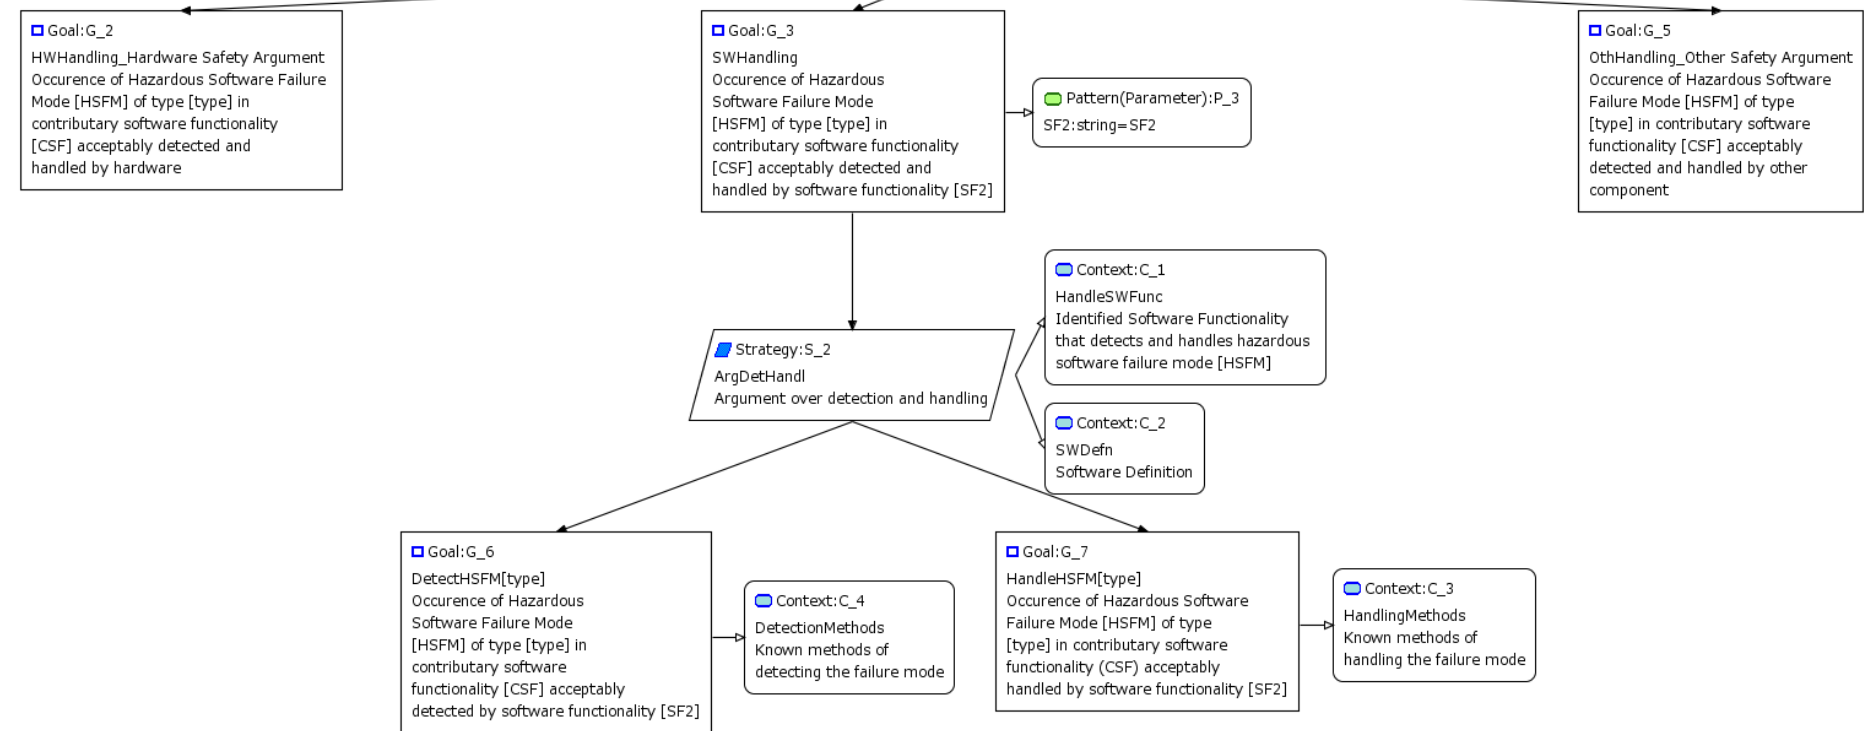 Goal:G_2
HWHandling_Hardware Safety Argument
Occurence of Hazardous Software Failure
Mode [HSFM] of type [type] in
contributary software functionality
[CSF] acceptably detected and
handled by hardware
Goal:G_3
SWHandling
Occurence of Hazardous
Software Failure Mode
[HSFM] of type [type] in
contributary software functionality
[CSF] acceptably detected and
handled by software functionality [SF2]
Pattern(Parameter):P_3
SF2:string=SF2
Goal:G_5
OthHandling_Other Safety Argument
Occurence of Hazardous Software
Failure Mode [HSFM] of type
[type] in contributary software
functionality [CSF] acceptably
detected and handled by other
component
Strategy:S_2
ArgDetHandl
Argument over detection and handling
Context:C_1
HandleSWFunc
Identified Software Functionality
that detects and handles hazardous
software failure mode [HSFM]
Context:C_2
SWDefn
Software Definition
Goal:G_6
DetectHSFM[type]
Occurence of Hazardous
Software Failure Mode
[HSFM] of type [type] in
contributary software
functionality [CSF] acceptably
detected by software functionality [SF2]
Context:C_4
DetectionMethods
Known methods of
detecting the failure mode
Goal:G_7
HandleHSFM[type]
Occurence of Hazardous Software
Failure Mode [HSFM] of type
[type] in contributary software
functionality (CSF) acceptably
handled by software functionality [SF2]
Context:C_3
HandlingMethods
Known methods of
handling the failure mode